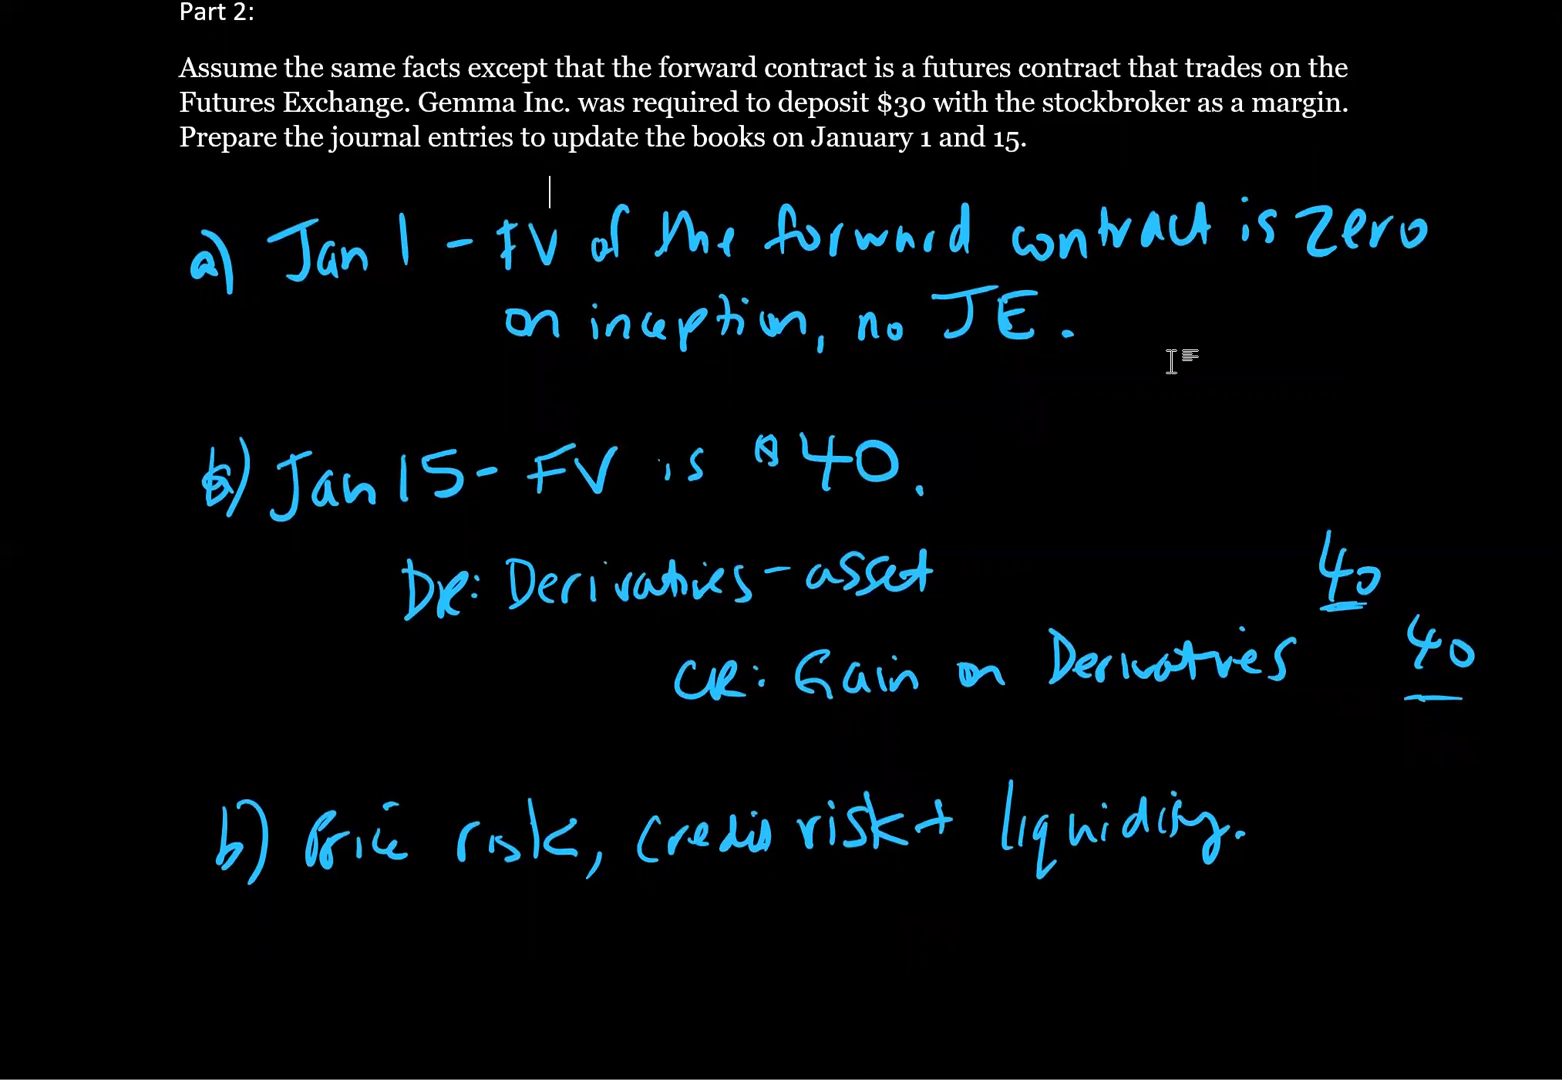 Part 2:
Assume the same facts except that the forward contract is a futures contract that trades on the
Futures Exchange. Gemma Inc. was required to deposit $30 with the stockbroker as a margin.
Prepare the journal entries to update the books on January 1 and 15.
a) Jan 1 - FV of the forward contract is zero
on inception, no JE.
b) Jan 15 - FV is $40.
DR: Derivatives - asset 40
CR: Gain on Derivatives 40
b) Price risk, credit risk + liquidity.